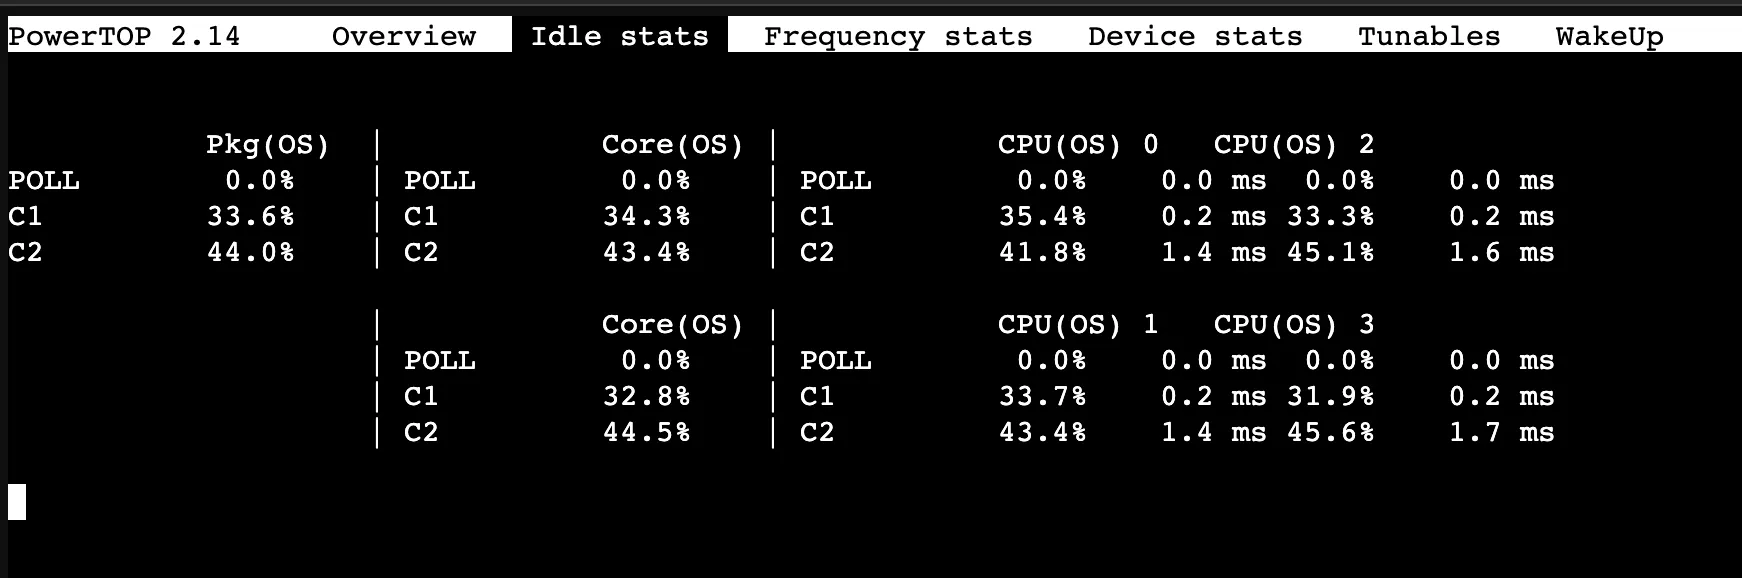 PowerTOP 2.14     Overview   Idle stats   Frequency stats   Device stats   Tunables   WakeUp
           Pkg(OS)  |            Core(OS) |            CPU(OS) 0   CPU(OS) 2
POLL        0.0%    | POLL        0.0%    | POLL        0.0%    0.0 ms  0.0%    0.0 ms
C1         33.6%    | C1         34.3%    | C1         35.4%    0.2 ms 33.3%    0.2 ms
C2         44.0%    | C2         43.4%    | C2         41.8%    1.4 ms 45.1%    1.6 ms
                    |            Core(OS) |            CPU(OS) 1   CPU(OS) 3
                    | POLL        0.0%    | POLL        0.0%    0.0 ms  0.0%    0.0 ms
                    | C1         32.8%    | C1         33.7%    0.2 ms 31.9%    0.2 ms
                    | C2         44.5%    | C2         43.4%    1.4 ms 45.6%    1.7 ms